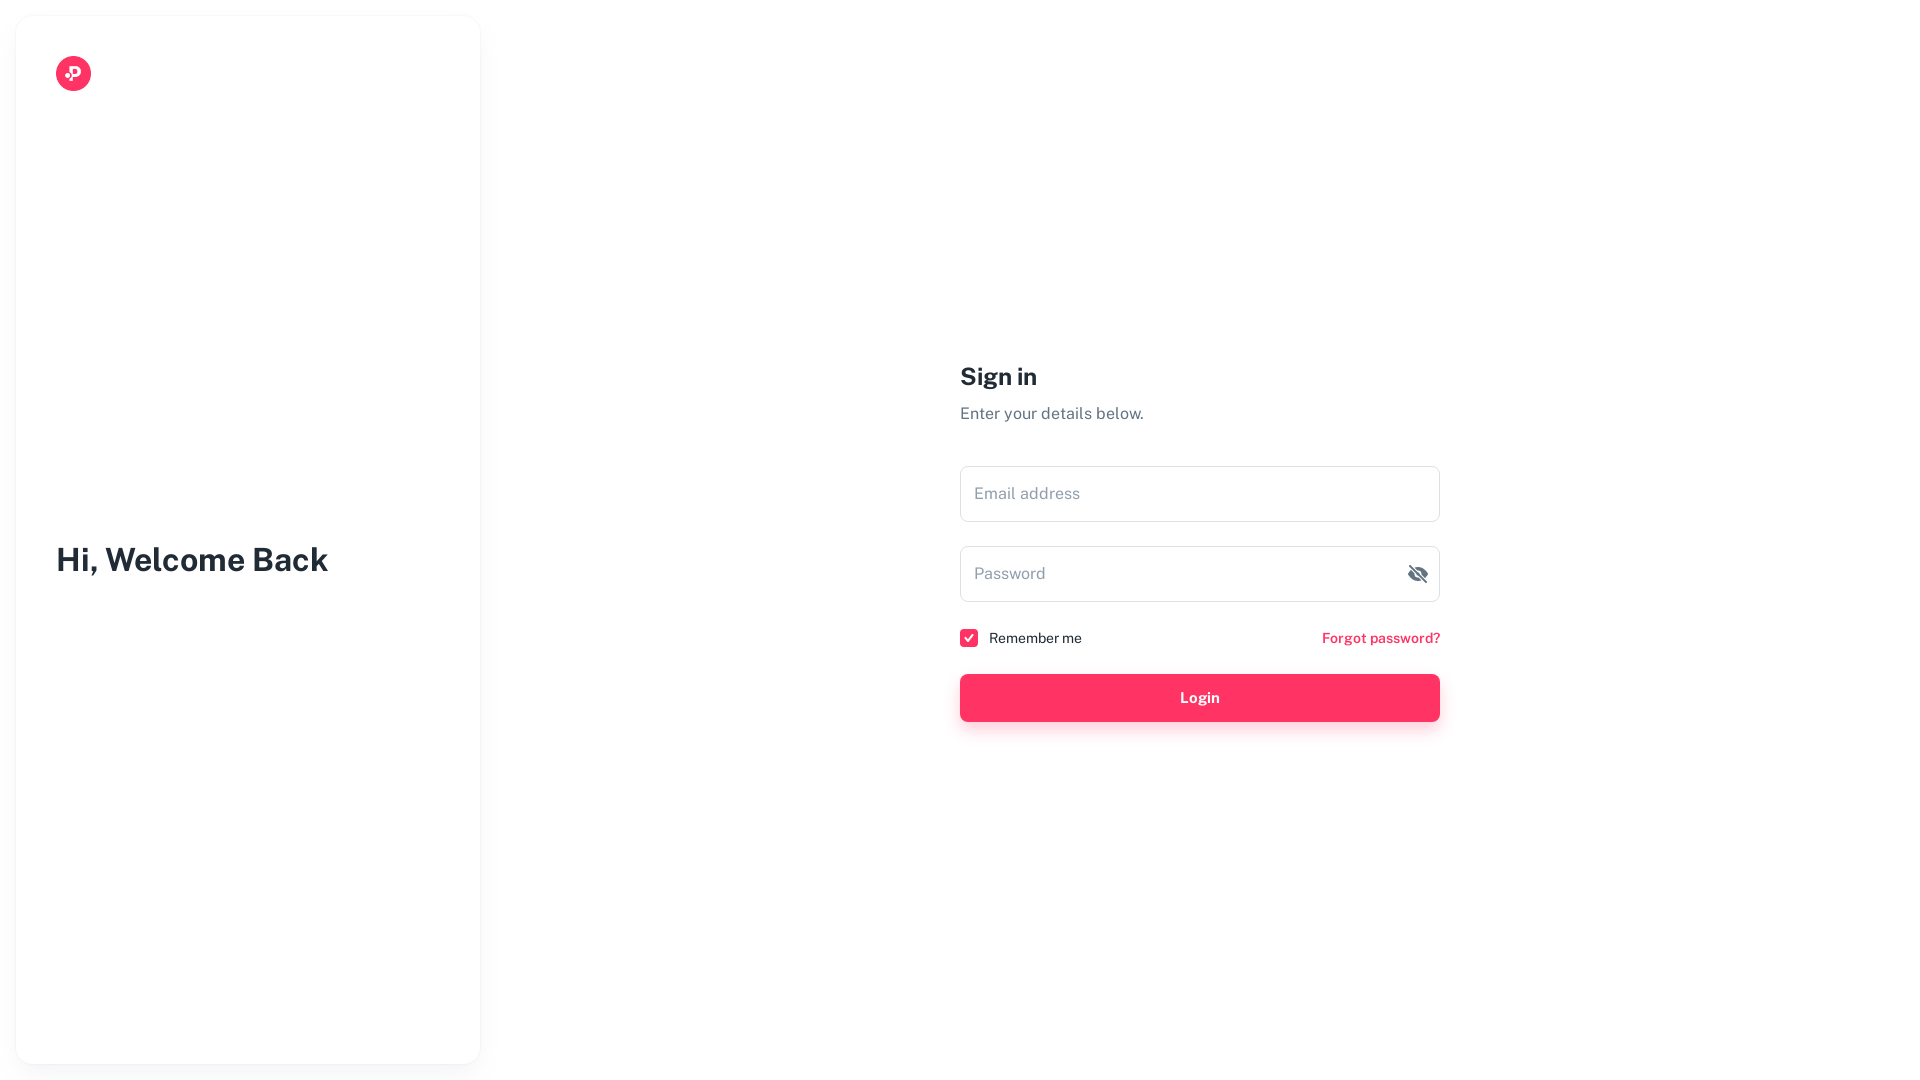 Hi, Welcome Back
Sign in
Enter your details below.
Email address
Password
Remember me
Forgot password?
Login